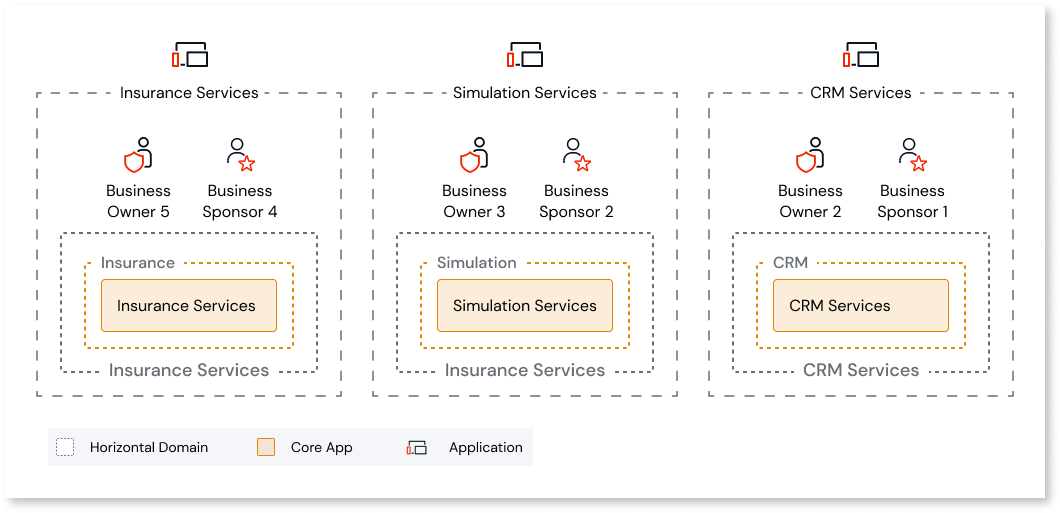 Insurance Services
Business
Owner 5
Business
Sponsor 4
Insurance
Insurance Services
Insurance Services
Simulation Services
Business
Owner 3
Business
Sponsor 2
Simulation
Simulation Services
Insurance Services
CRM Services
Business
Owner 2
Business
Sponsor 1
CRM
CRM Services
CRM Services
Horizontal Domain
Core App
Application